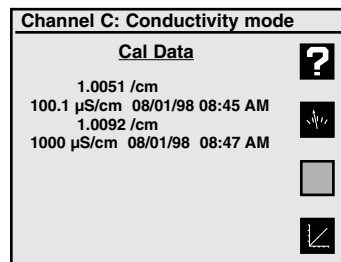 Channel C: Conductivity mode
Cal Data
1.0051 /cm
100.1 µS/cm 08/01/98 08:45 AM
1.0092 /cm
1000 µS/cm 08/01/98 08:47 AM
?